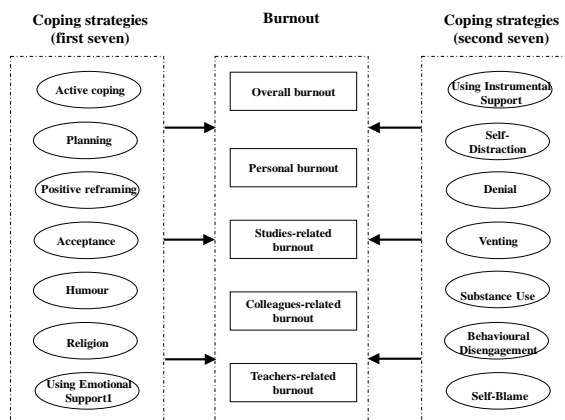 Coping strategies
(first seven)
Active coping
Planning
Positive reframing
Acceptance
Humour
Religion
Using Emotional
Support1
Burnout
Overall burnout
Personal burnout
Studies-related
burnout
Colleagues-related
burnout
Teachers-related
burnout
Coping strategies
(second seven)
Using Instrumental
Support
Self-
Distraction
Denial
Venting
Substance Use
Behavioural
Disengagement
Self-Blame